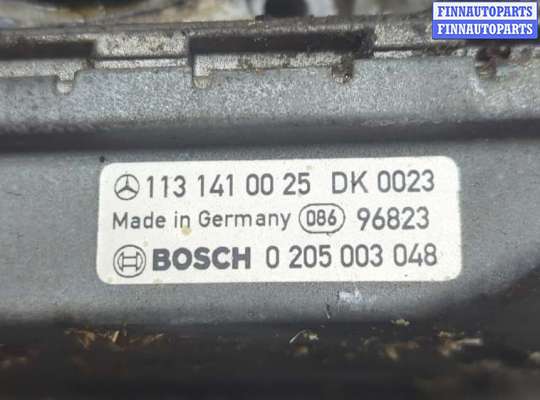 FINNAUTOPARTS
FINNAUTOPARTS
113 141 00 25 DK 0023
Made in Germany 086 96823
BOSCH 0 205 003 048